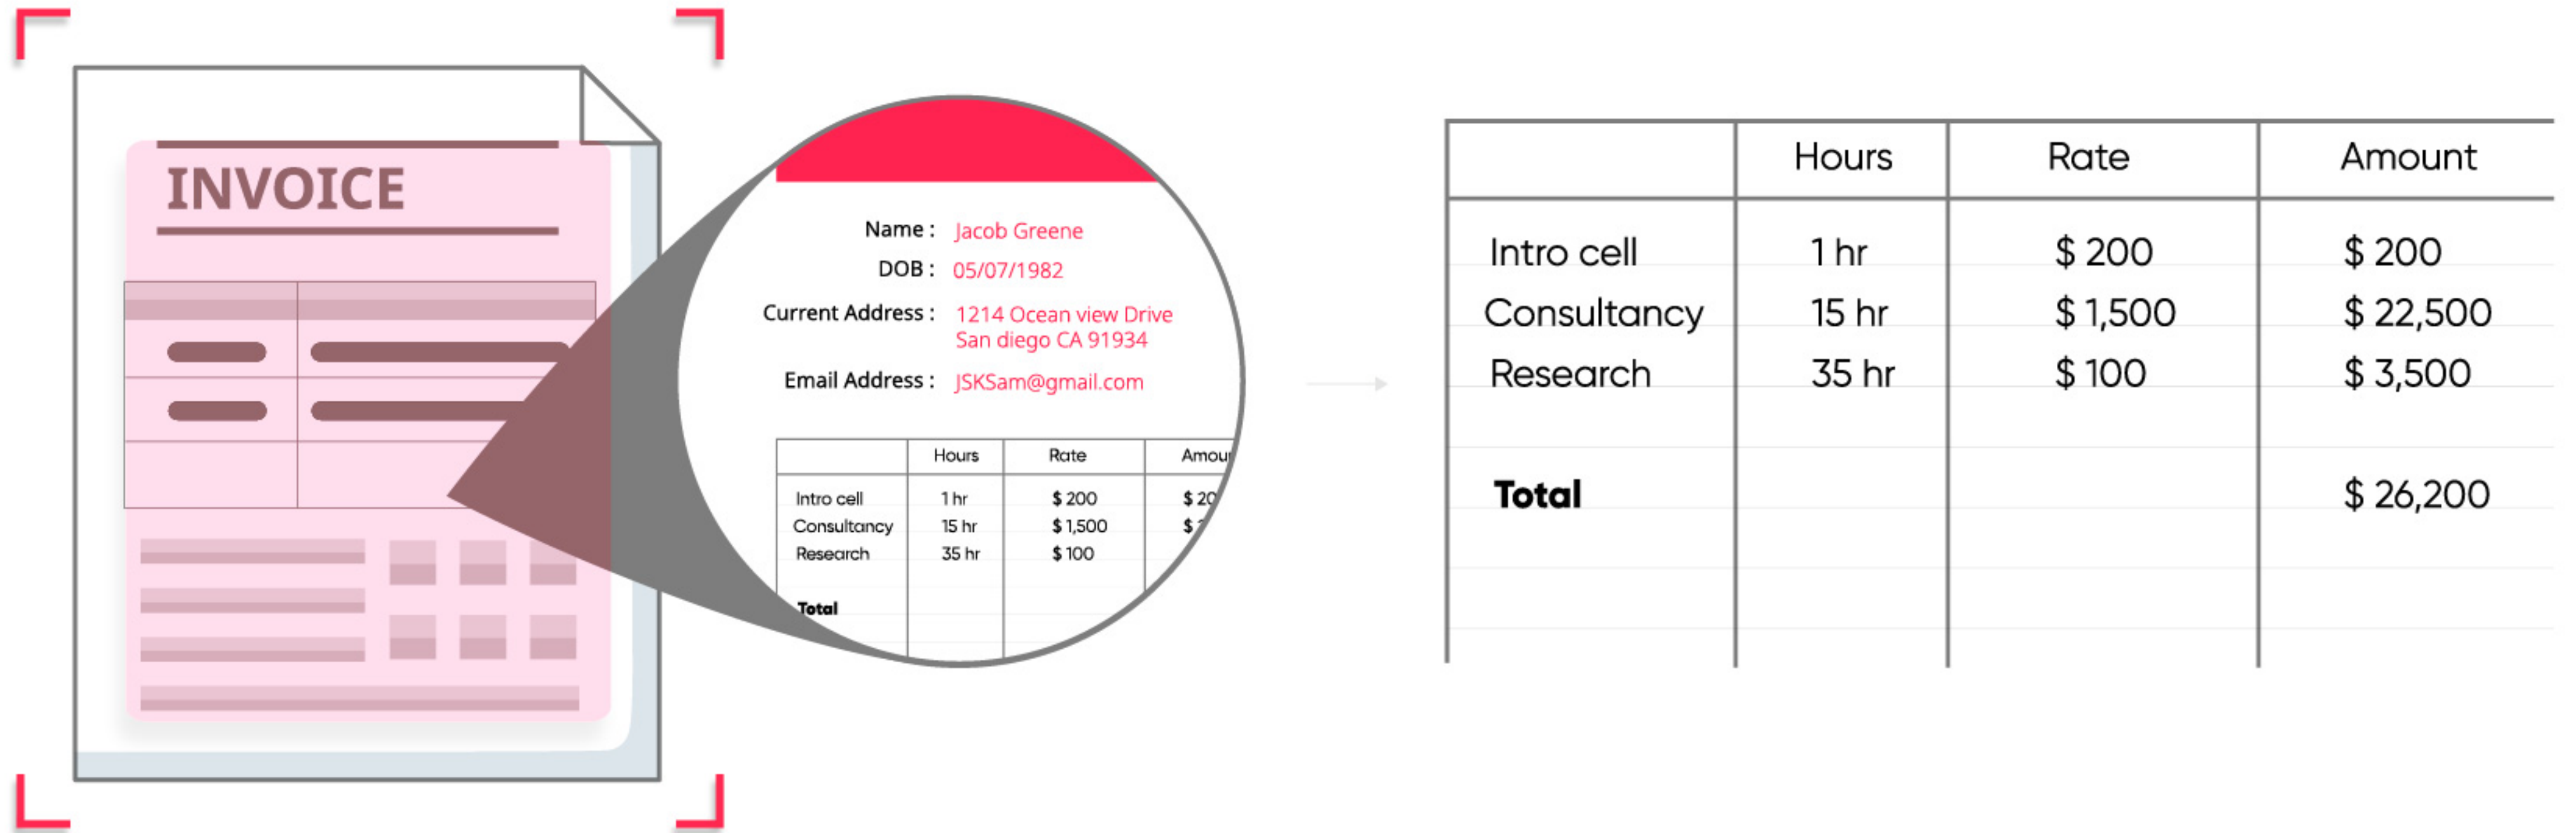 INVOICE
Name : Jacob Greene
DOB : 05/07/1982
Current Address : 1214 Ocean view Drive
San diego CA 91934
Email Address : JSKSam@gmail.com
Hours Rate
Intro cell 1 hr $ 200
Consultancy 15 hr $ 1,500
Research 35 hr $ 100
Total
Hours Rate Amount
Intro cell 1 hr $ 200 $ 200
Consultancy 15 hr $ 1,500 $ 22,500
Research 35 hr $ 100 $ 3,500
Total $ 26,200